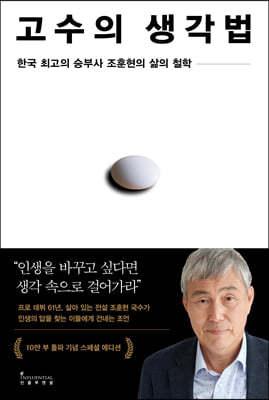 고수의 생각법
한국 최고의 승부사 조훈현의 삶의 철학
“인생을 바꾸고 싶다면
생각 속으로 걸어가라”
프로 데뷔 61년, 살아 있는 전설 조훈현 국수가
인생의 답을 찾는 이들에게 건네는 조언
10만 부 돌파 기념 스페셜 에디션
INFLUENTIAL
인플루엔셜